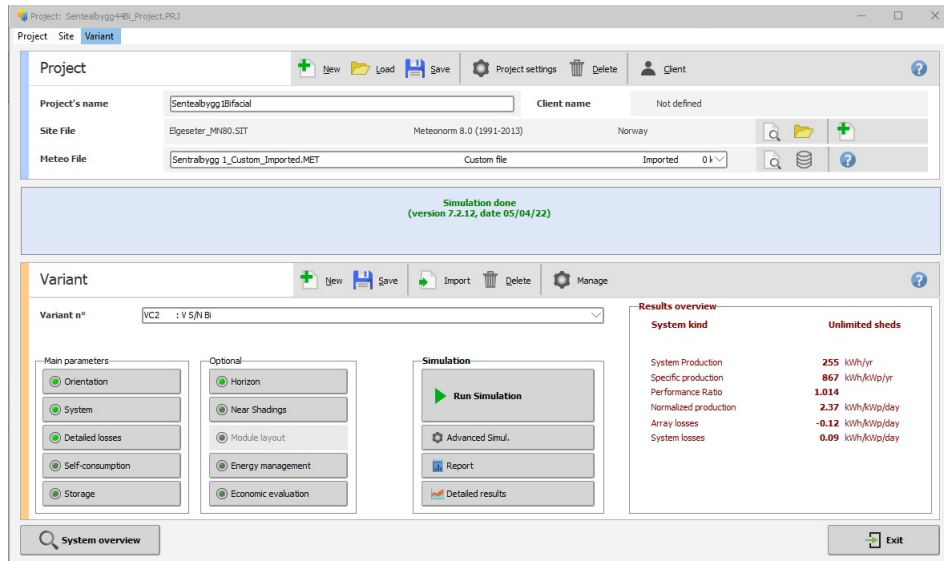 Project: Sentealbygg44Bi_Project.PRJ
Project Site Variant
Project New Load Save Project settings Delete Client
Project's name Sentealbygg1Bifacial Client name Not defined
Site File Elgeseter_MN80.SIT Meteonorm 8.0 (1991-2013) Norway
Meteo File Sentralbygg 1_Custom_Imported.MET Custom file Imported 0 k
Simulation done
(version 7.2.12, date 05/04/22)
Variant New Save Import Delete Manage
Variant n° VC2 : V S/N Bi
Results overview
System kind Unlimited sheds
System Production 255 kWh/yr
Specific production 867 kWh/kWp/yr
Performance Ratio 1.014
Normalized production 2.37 kWh/kWp/day
Array losses -0.12 kWh/kWp/day
System losses 0.09 kWh/kWp/day
Main parameters
Orientation
System
Detailed losses
Self-consumption
Storage
Optional
Horizon
Near Shadings
Module layout
Energy management
Economic evaluation
Simulation
Run Simulation
Advanced Simul.
Report
Detailed results
System overview
Exit